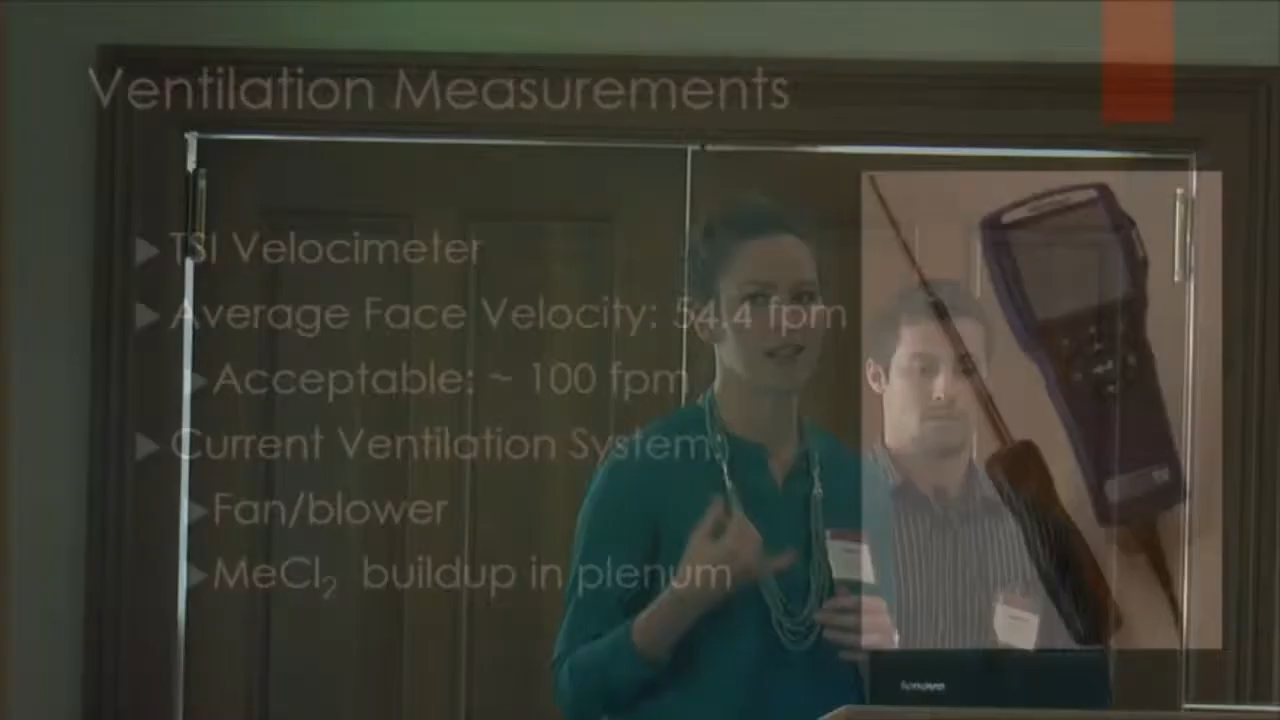 Ventilation Measurements
TSI Velocimeter
Average Face Velocity: 54.4 fpm
Acceptable: ~ 100 fpm
Current Ventilation System
Fan/blower
MeCl₂ buildup in plenum
lenovo